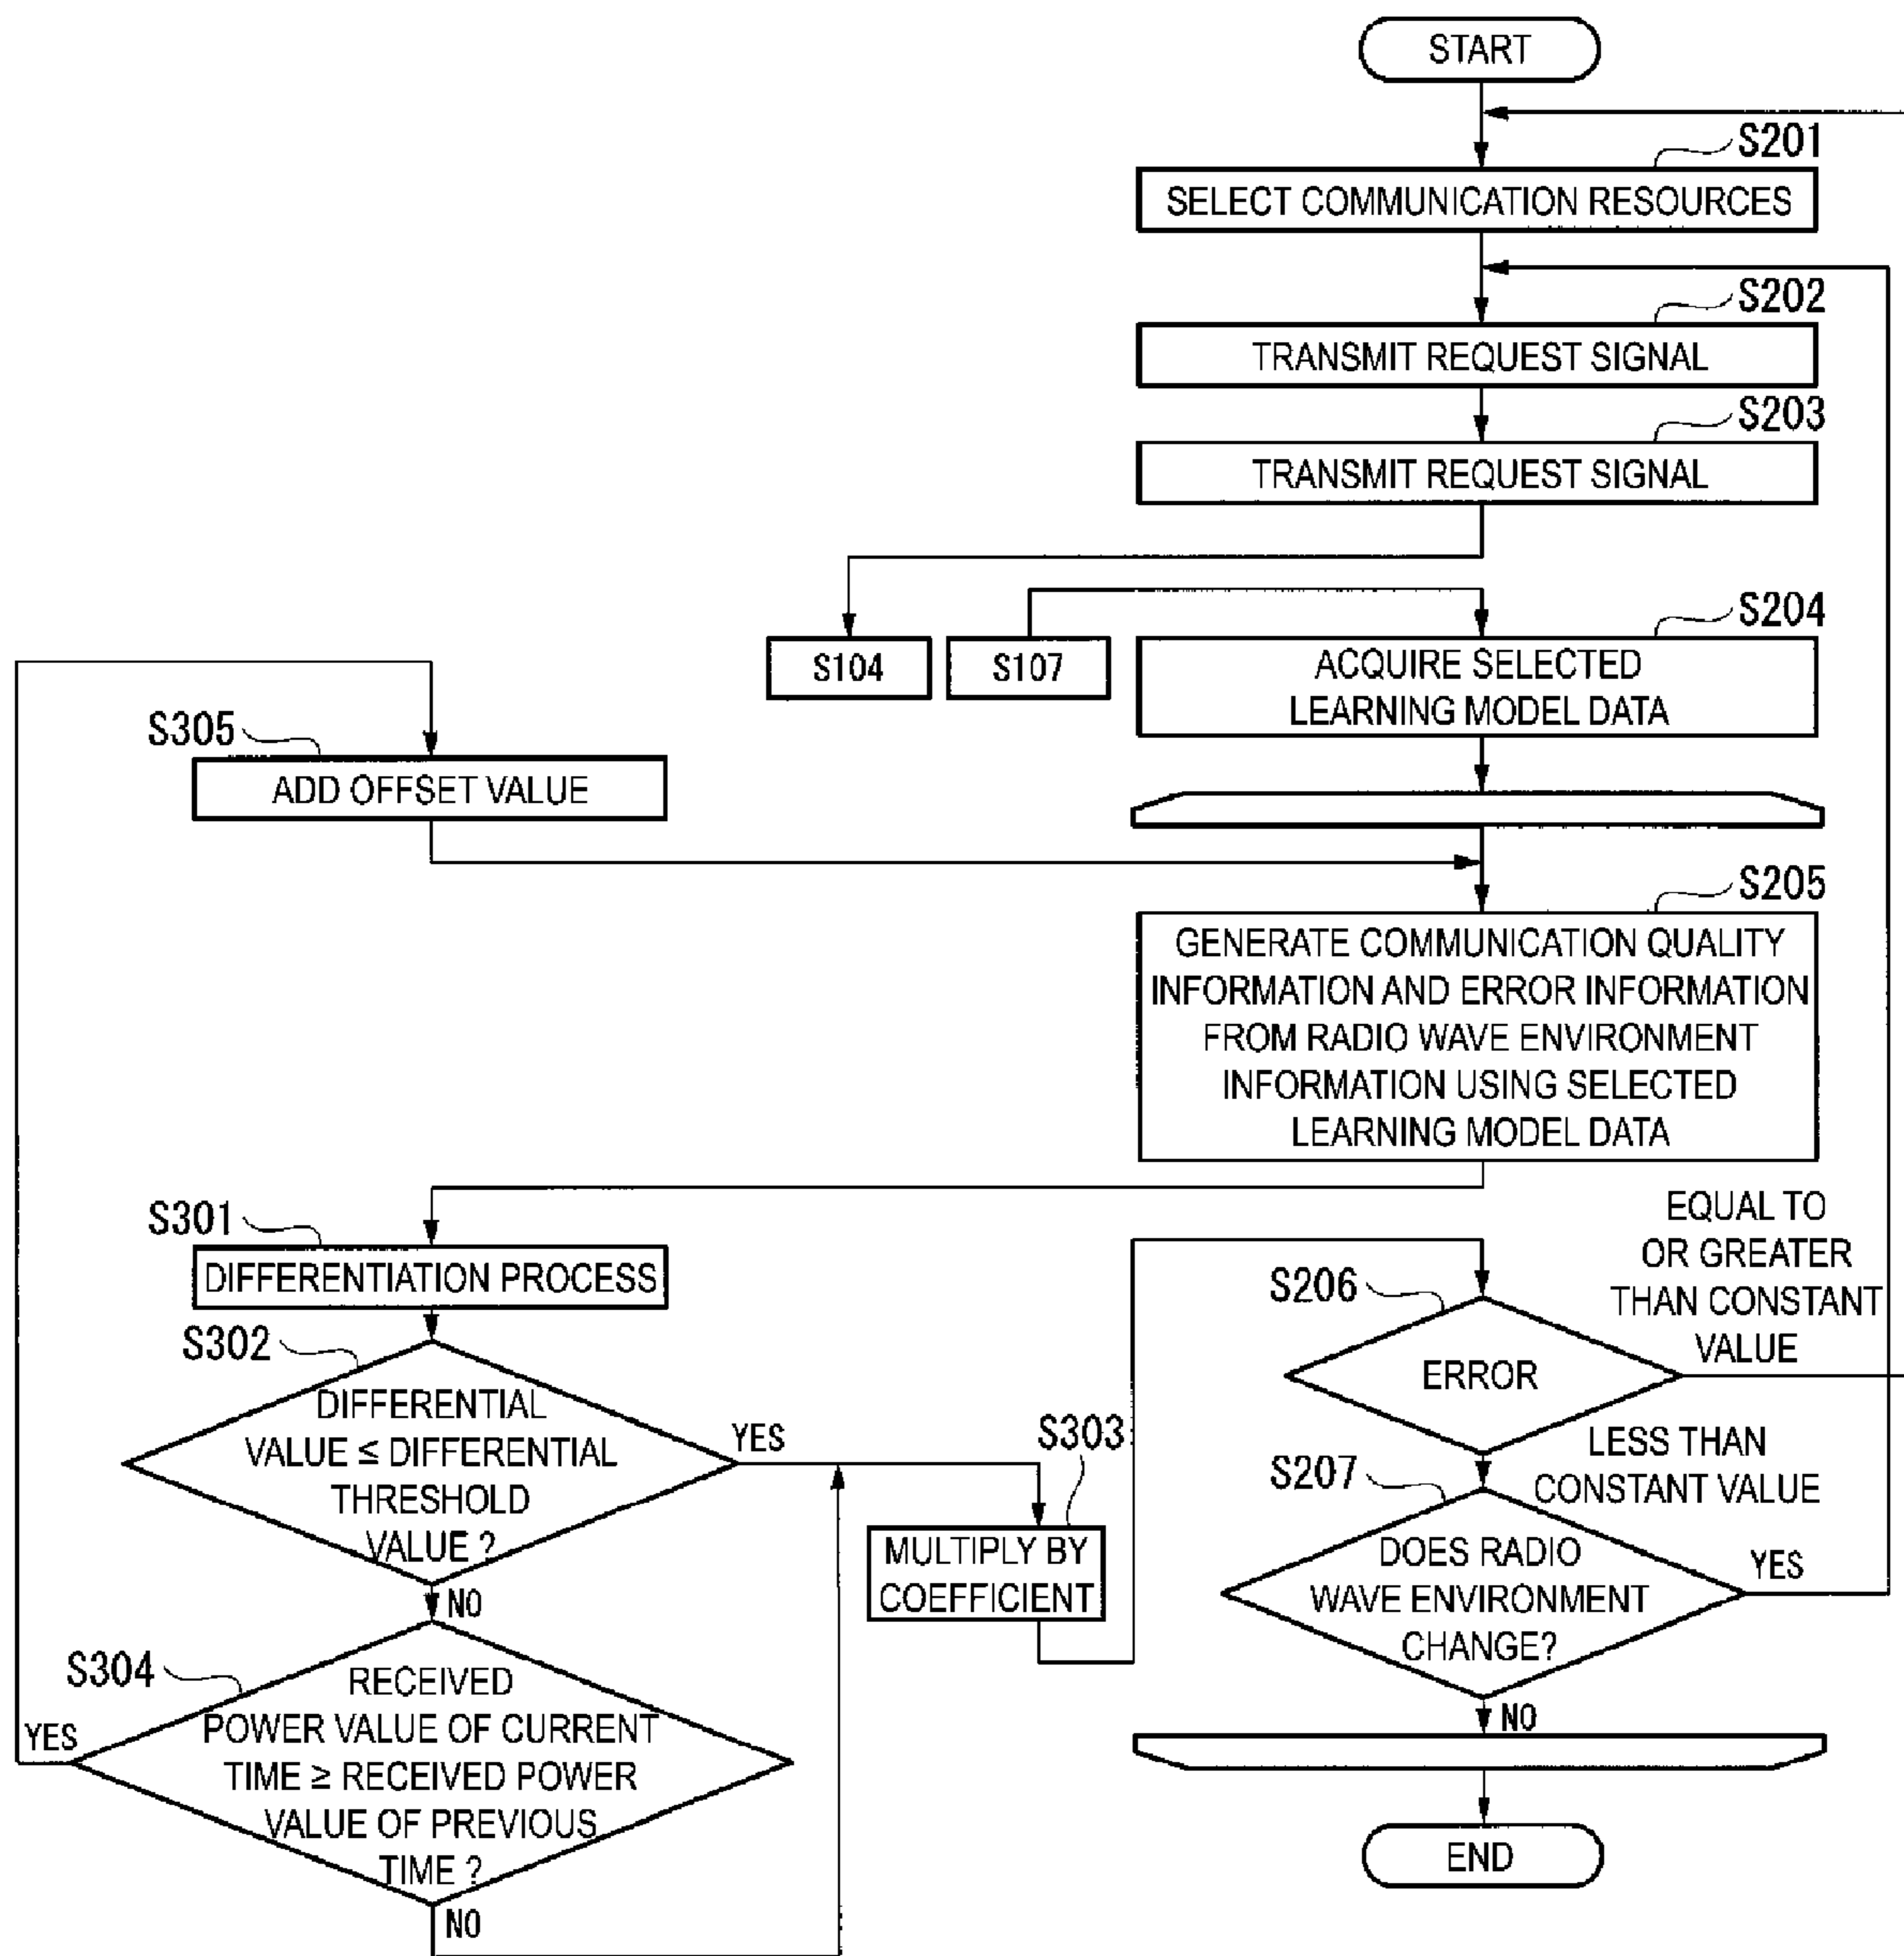 START
S201
SELECT COMMUNICATION RESOURCES
S202
TRANSMIT REQUEST SIGNAL
S203
TRANSMIT REQUEST SIGNAL
S104
S107
S204
ACQUIRE SELECTED
LEARNING MODEL DATA
S305
ADD OFFSET VALUE
S205
GENERATE COMMUNICATION QUALITY
INFORMATION AND ERROR INFORMATION
FROM RADIO WAVE ENVIRONMENT
INFORMATION USING SELECTED
LEARNING MODEL DATA
S301
DIFFERENTIATION PROCESS
S302
DIFFERENTIAL
VALUE ≤ DIFFERENTIAL
THRESHOLD
VALUE ?
YES
NO
S303
MULTIPLY BY
COEFFICIENT
S304
RECEIVED
POWER VALUE OF CURRENT
TIME ≥ RECEIVED POWER
VALUE OF PREVIOUS
TIME ?
YES
NO
S206
ERROR
EQUAL TO
OR GREATER
THAN CONSTANT
VALUE
LESS THAN
CONSTANT VALUE
S207
DOES RADIO
WAVE ENVIRONMENT
CHANGE?
YES
NO
END